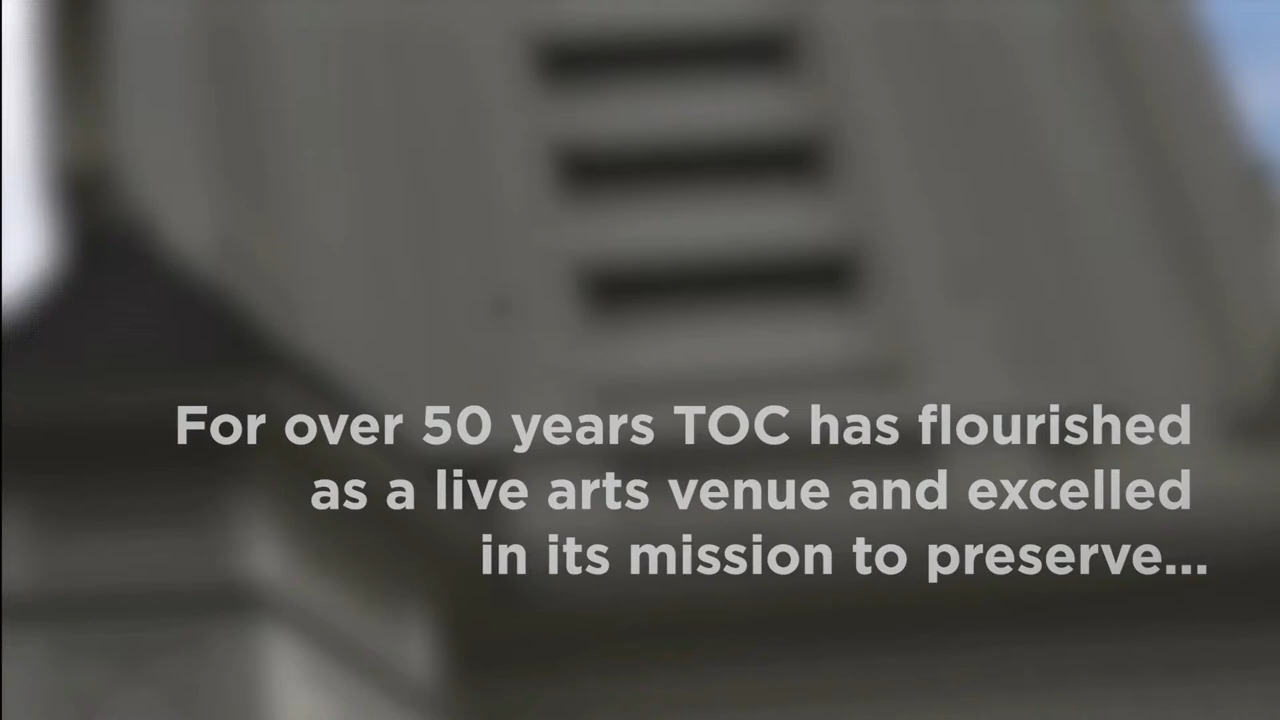 For over 50 years TOC has flourished
as a live arts venue and excelled
in its mission to preserve...